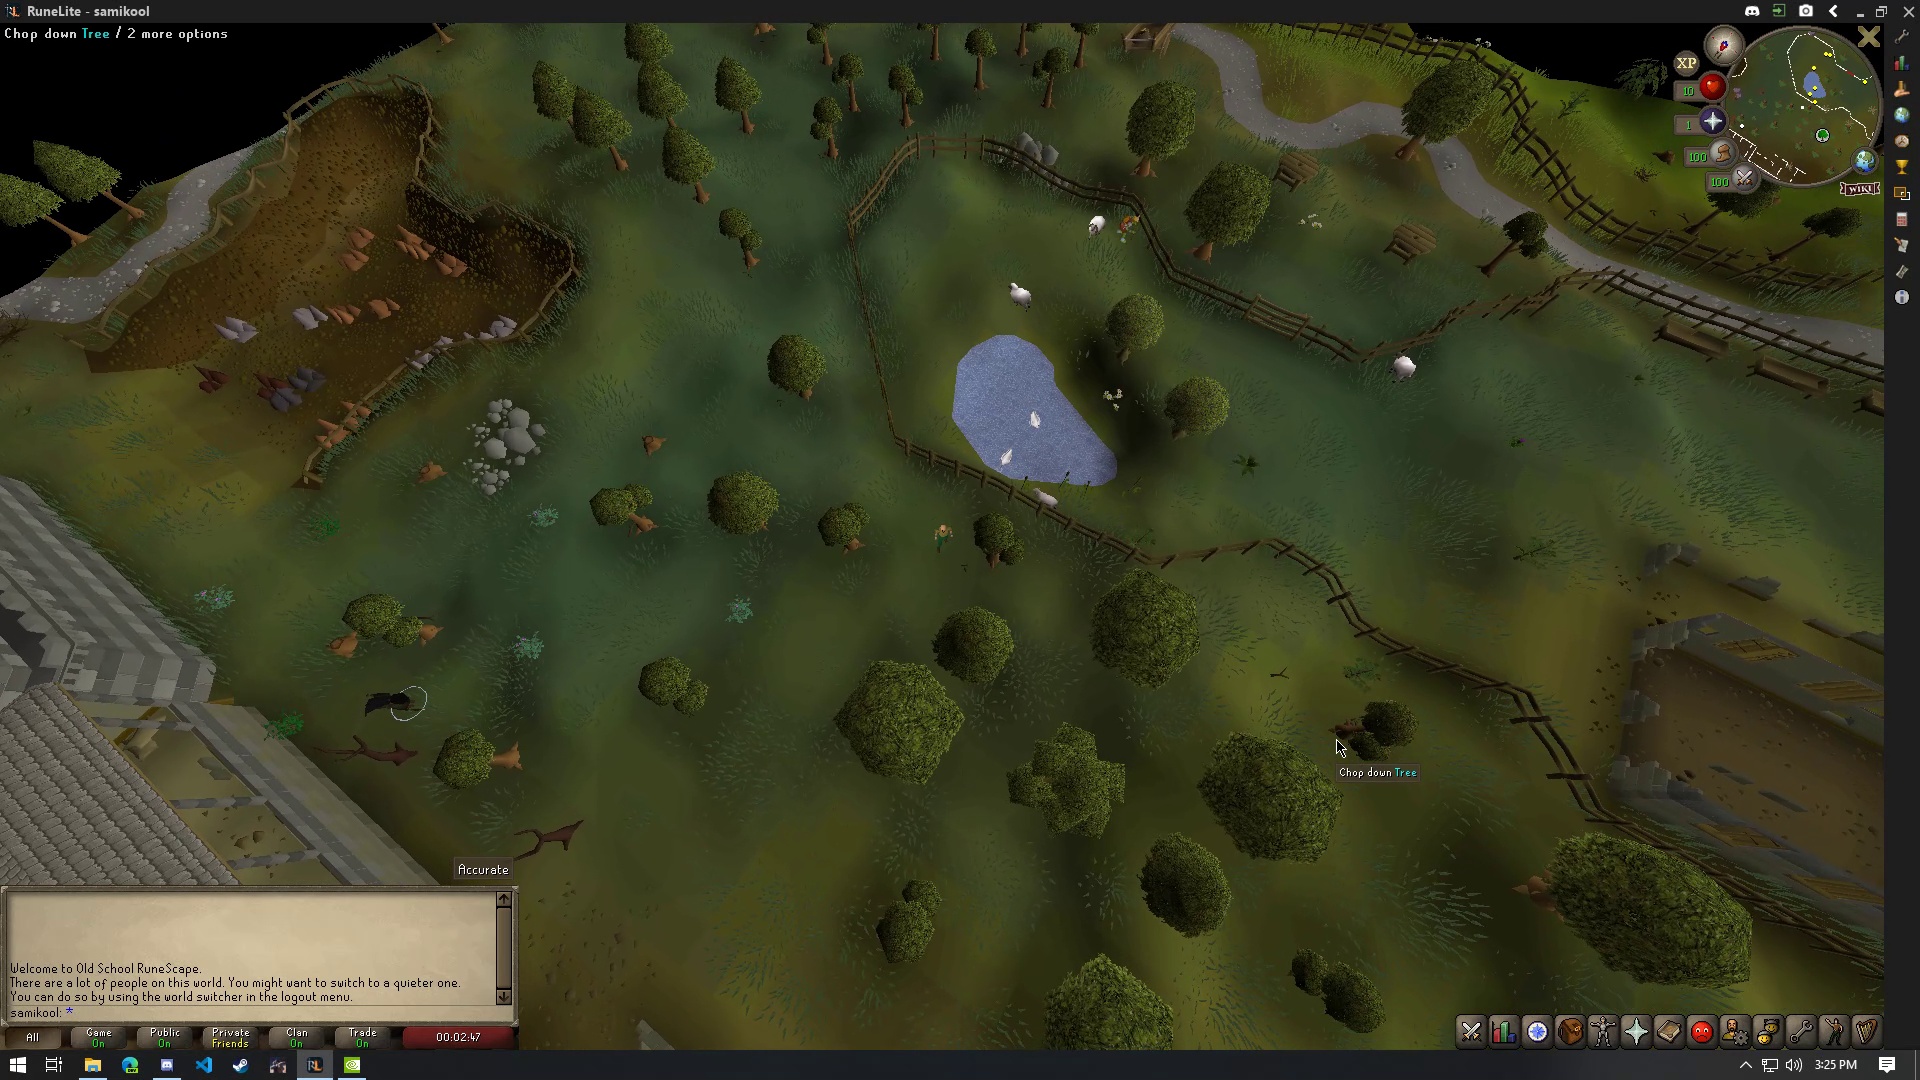 RuneLite - samikool
Chop down Tree / 2 more options
XP
10
1
100
100
WIKI
Chop down Tree
Accurate
Welcome to Old School RuneScape.
There are a lot of people on this world. You might want to switch to a quieter one.
You can do so by using the world switcher in the logout menu.
samikool: *
All
Game
On
Public
On
Private
Friends
Clan
On
Trade
On
00:02:47
3:25 PM